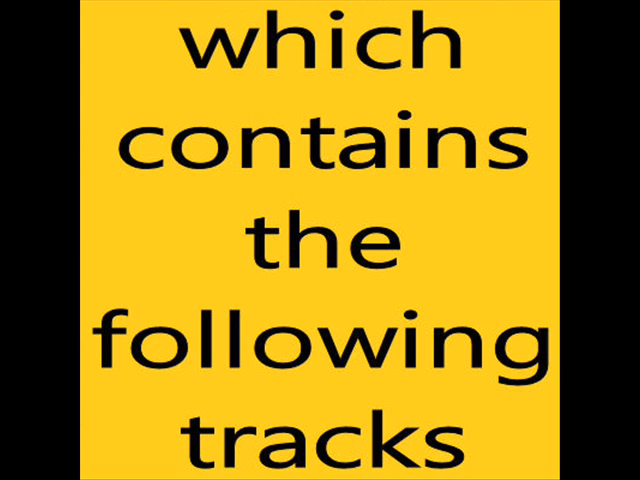 which
contains
the
following
tracks